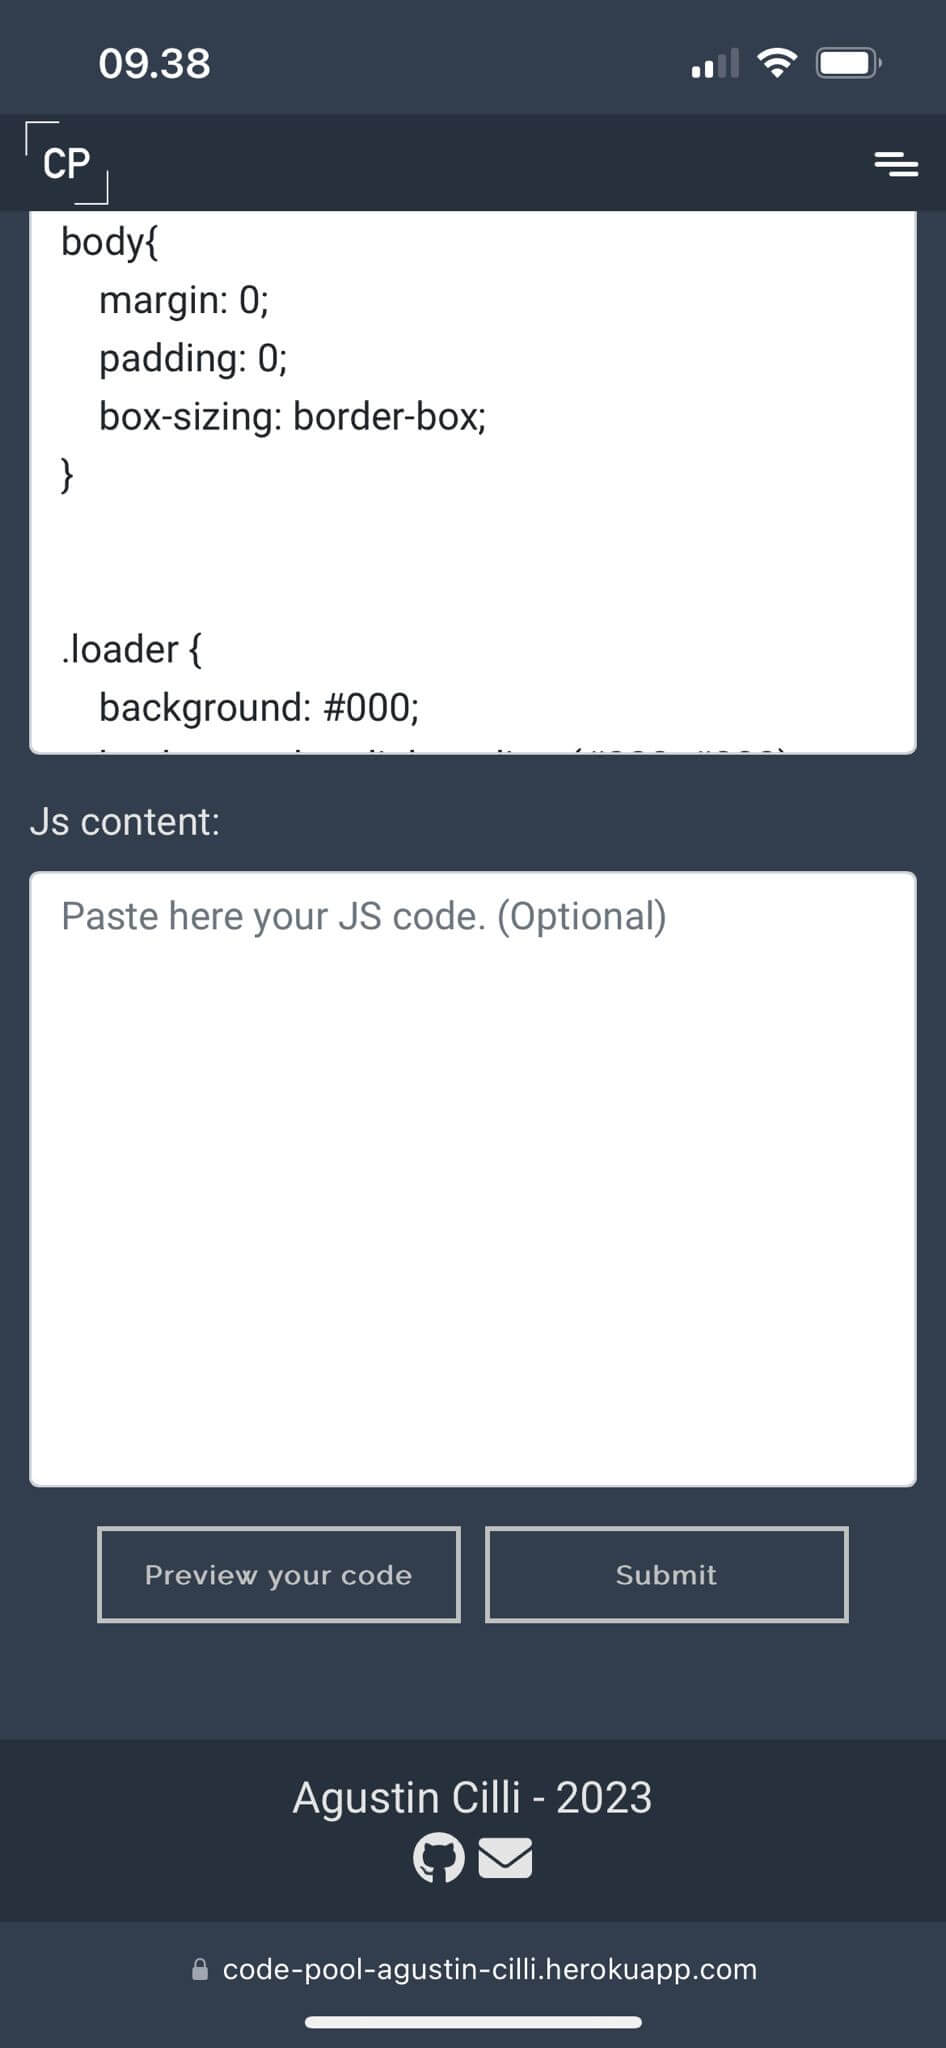 09.38
CP
body{
margin: 0;
padding: 0;
box-sizing: border-box;
}
.loader {
background: #000;
Js content:
Paste here your JS code. (Optional)
Preview your code
Submit
Agustin Cilli - 2023
code-pool-agustin-cilli.herokuapp.com